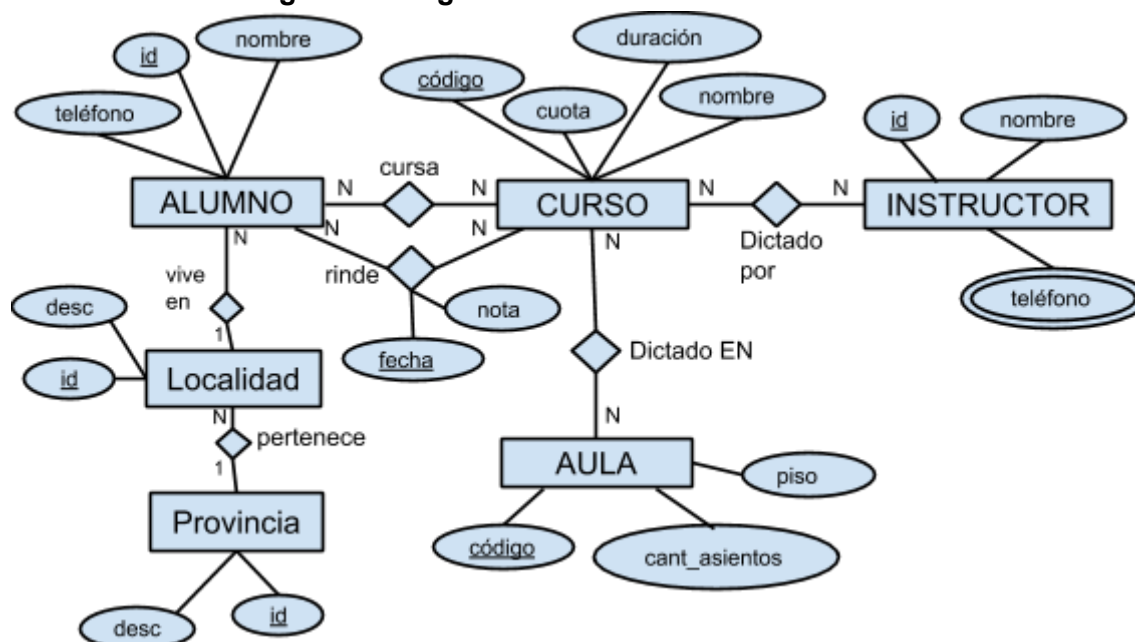 nombre
id
teléfono
duración
código
cuota
nombre
id
nombre
cursa
ALUMNO
N
N
CURSO
N
N
INSTRUCTOR
N
N
N
N
Dictado
por
vive
en
rinde
teléfono
desc
nota
1
fecha
Dictado EN
id
Localidad
N
N
pertenece
1
AULA
piso
Provincia
código
cant_asientos
desc
id